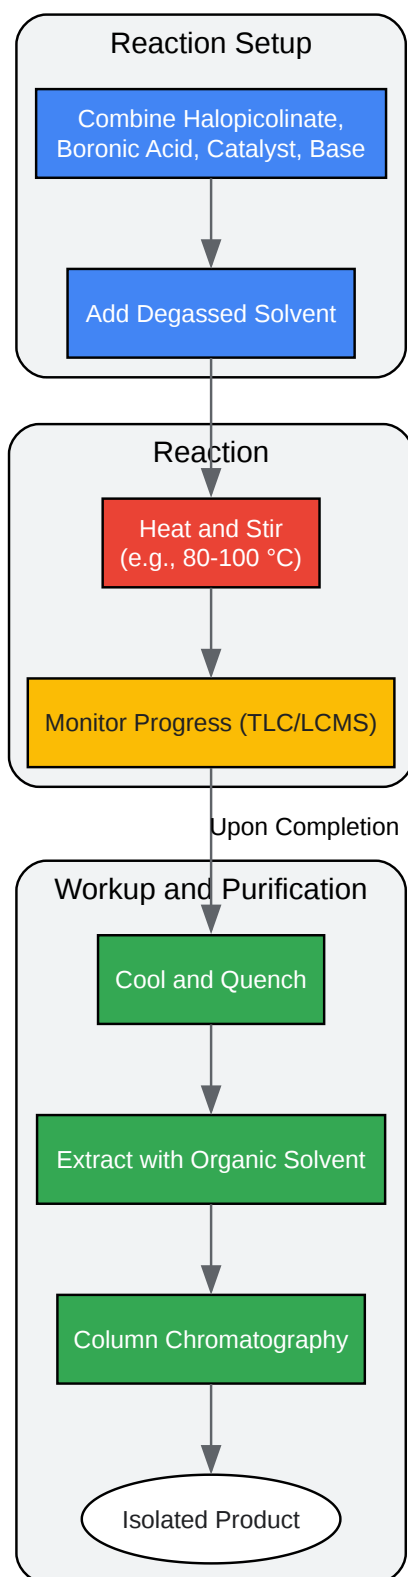 Reaction Setup
Combine Halopicolinate,
Boronic Acid, Catalyst, Base
Add Degassed Solvent
Reaction
Heat and Stir
(e.g., 80-100 °C)
Monitor Progress (TLC/LCMS)
Upon Completion
Workup and Purification
Cool and Quench
Extract with Organic Solvent
Column Chromatography
Isolated Product